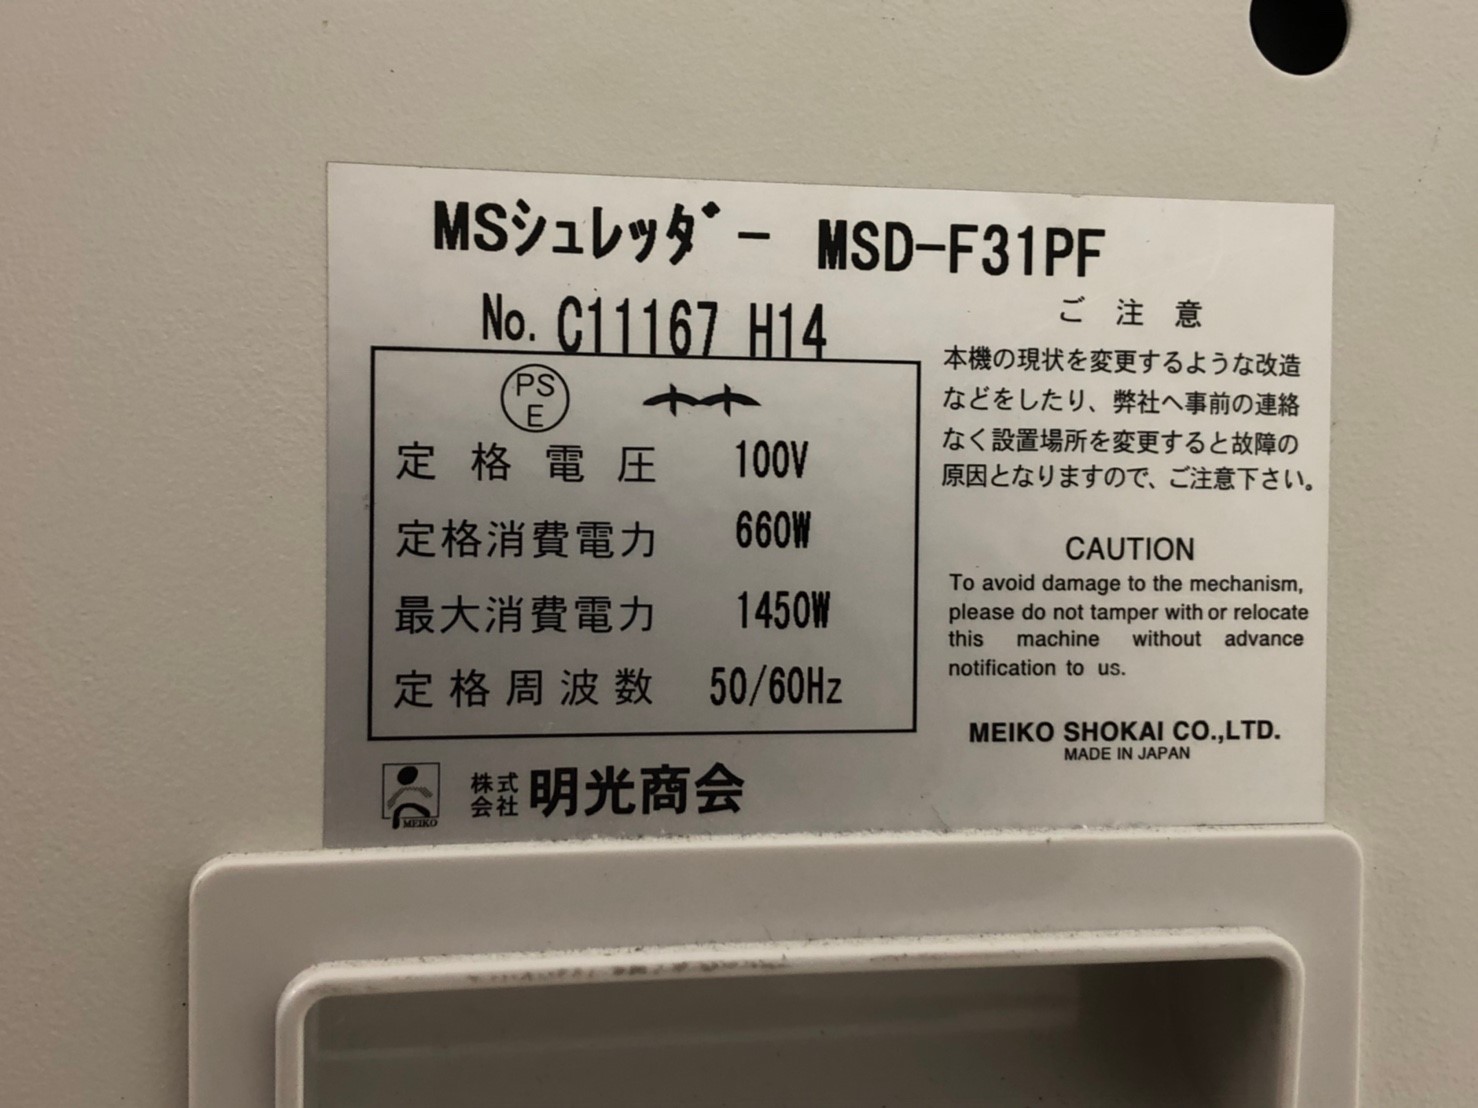 MSシュレッダー MSD-F31PF
No. C11167 H14
PS
E
定格電圧 100V
定格消費電力 660W
最大消費電力 1450W
定格周波数 50/60Hz
ご注意
本機の現状を変更するような改造
などをしたり、弊社へ事前の連絡
なく設置場所を変更すると故障の
原因となりますので、ご注意下さい。
CAUTION
To avoid damage to the mechanism,
please do not tamper with or relocate
this machine without advance
notification to us.
MEIKO SHOKAI CO.,LTD.
MADE IN JAPAN
MEIKO
株式
会社 明光商会